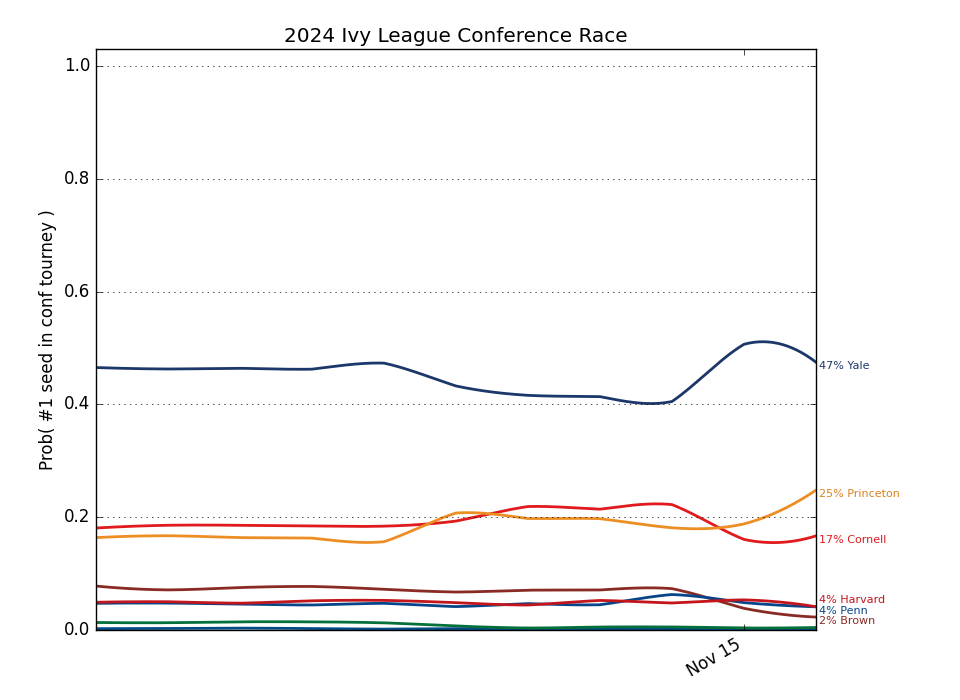 2024 Ivy League Conference Race
1.0
0.8
0.6
0.4
0.2
0.0
Prob( #1 seed in conf tourney )
47% Yale
25% Princeton
17% Cornell
4% Harvard
4% Penn
2% Brown
Nov 15